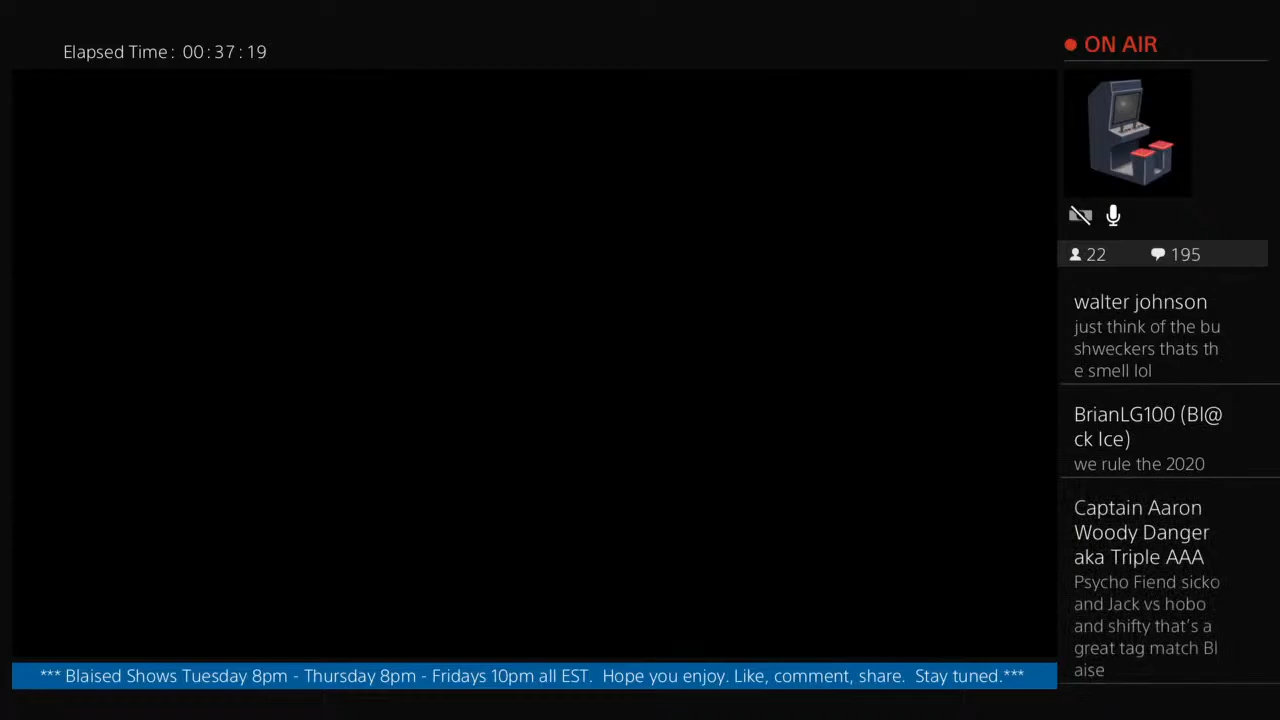 Elapsed Time: 00:37:19
ON AIR
22 195
walter johnson
just think of the bu
shweckers thats th
e smell lol
BrianLG100 (Bl@
ck Ice)
we rule the 2020
Captain Aaron
Woody Danger
aka Triple AAA
Psycho Fiend sicko
and Jack vs hobo
and shifty that's a
great tag match Bl
aise
*** Blaised Shows Tuesday 8pm - Thursday 8pm - Fridays 10pm all EST.  Hope you enjoy. Like, comment, share.  Stay tuned.***